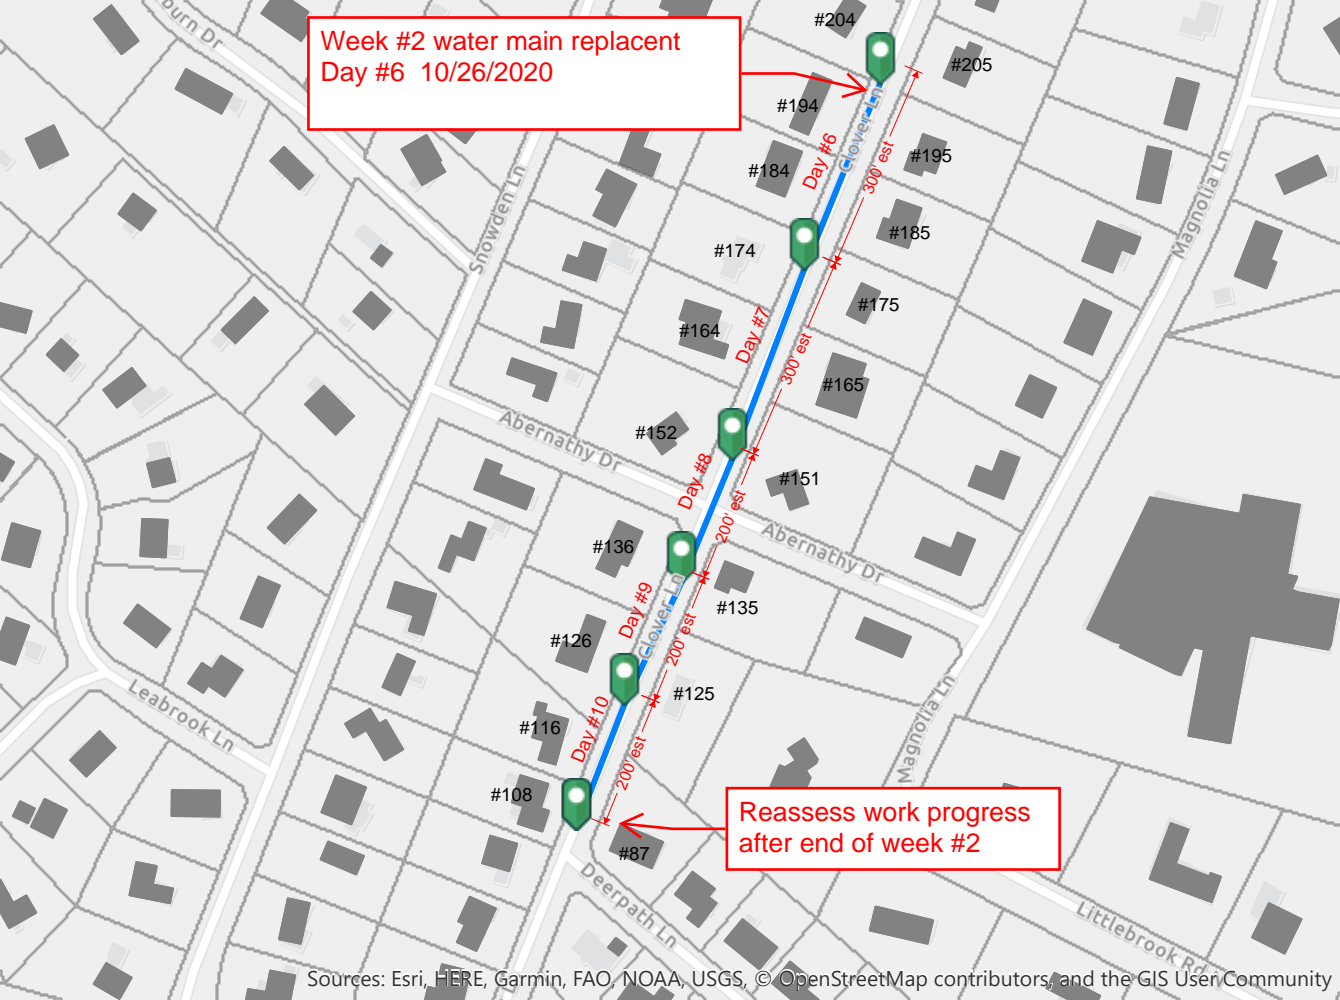 burn Dr
#204
Week #2 water main replacent
Day #6  10/26/2020
#205
#194
Clover Ln
Day #6
300' est
#195
#184
Magnolia Ln
Snowden Ln
#185
#174
#175
#164
Day #7
300' est
#165
Abernathy Dr
#152
Day #8
#151
200' est
#136
Abernathy Dr
#135
Day #9
Clover Ln
200' est
#126
#125
Leabrook Ln
Day #10
#116
200' est
Magnolia Ln
#108
Reassess work progress
after end of week #2
#87
Deerpath Ln
Littlebrook Rd
Sources: Esri, HERE, Garmin, FAO, NOAA, USGS, © OpenStreetMap contributors, and the GIS User Community